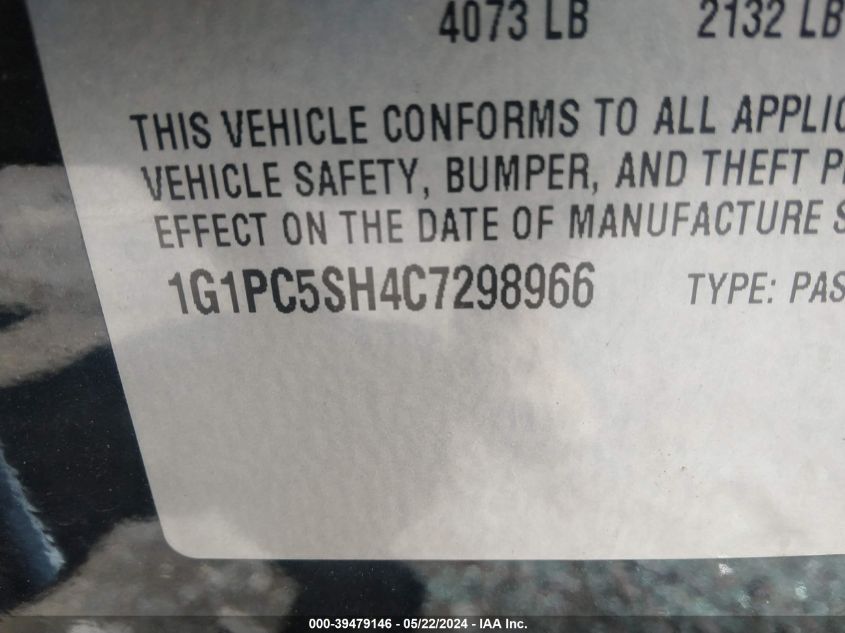 4073 LB 2132 LB
THIS VEHICLE CONFORMS TO ALL APPLIC
VEHICLE SAFETY, BUMPER, AND THEFT P
EFFECT ON THE DATE OF MANUFACTURE S
1G1PC5SH4C7298966 TYPE: PAS
000-39479146 - 05/22/2024 - IAA Inc.